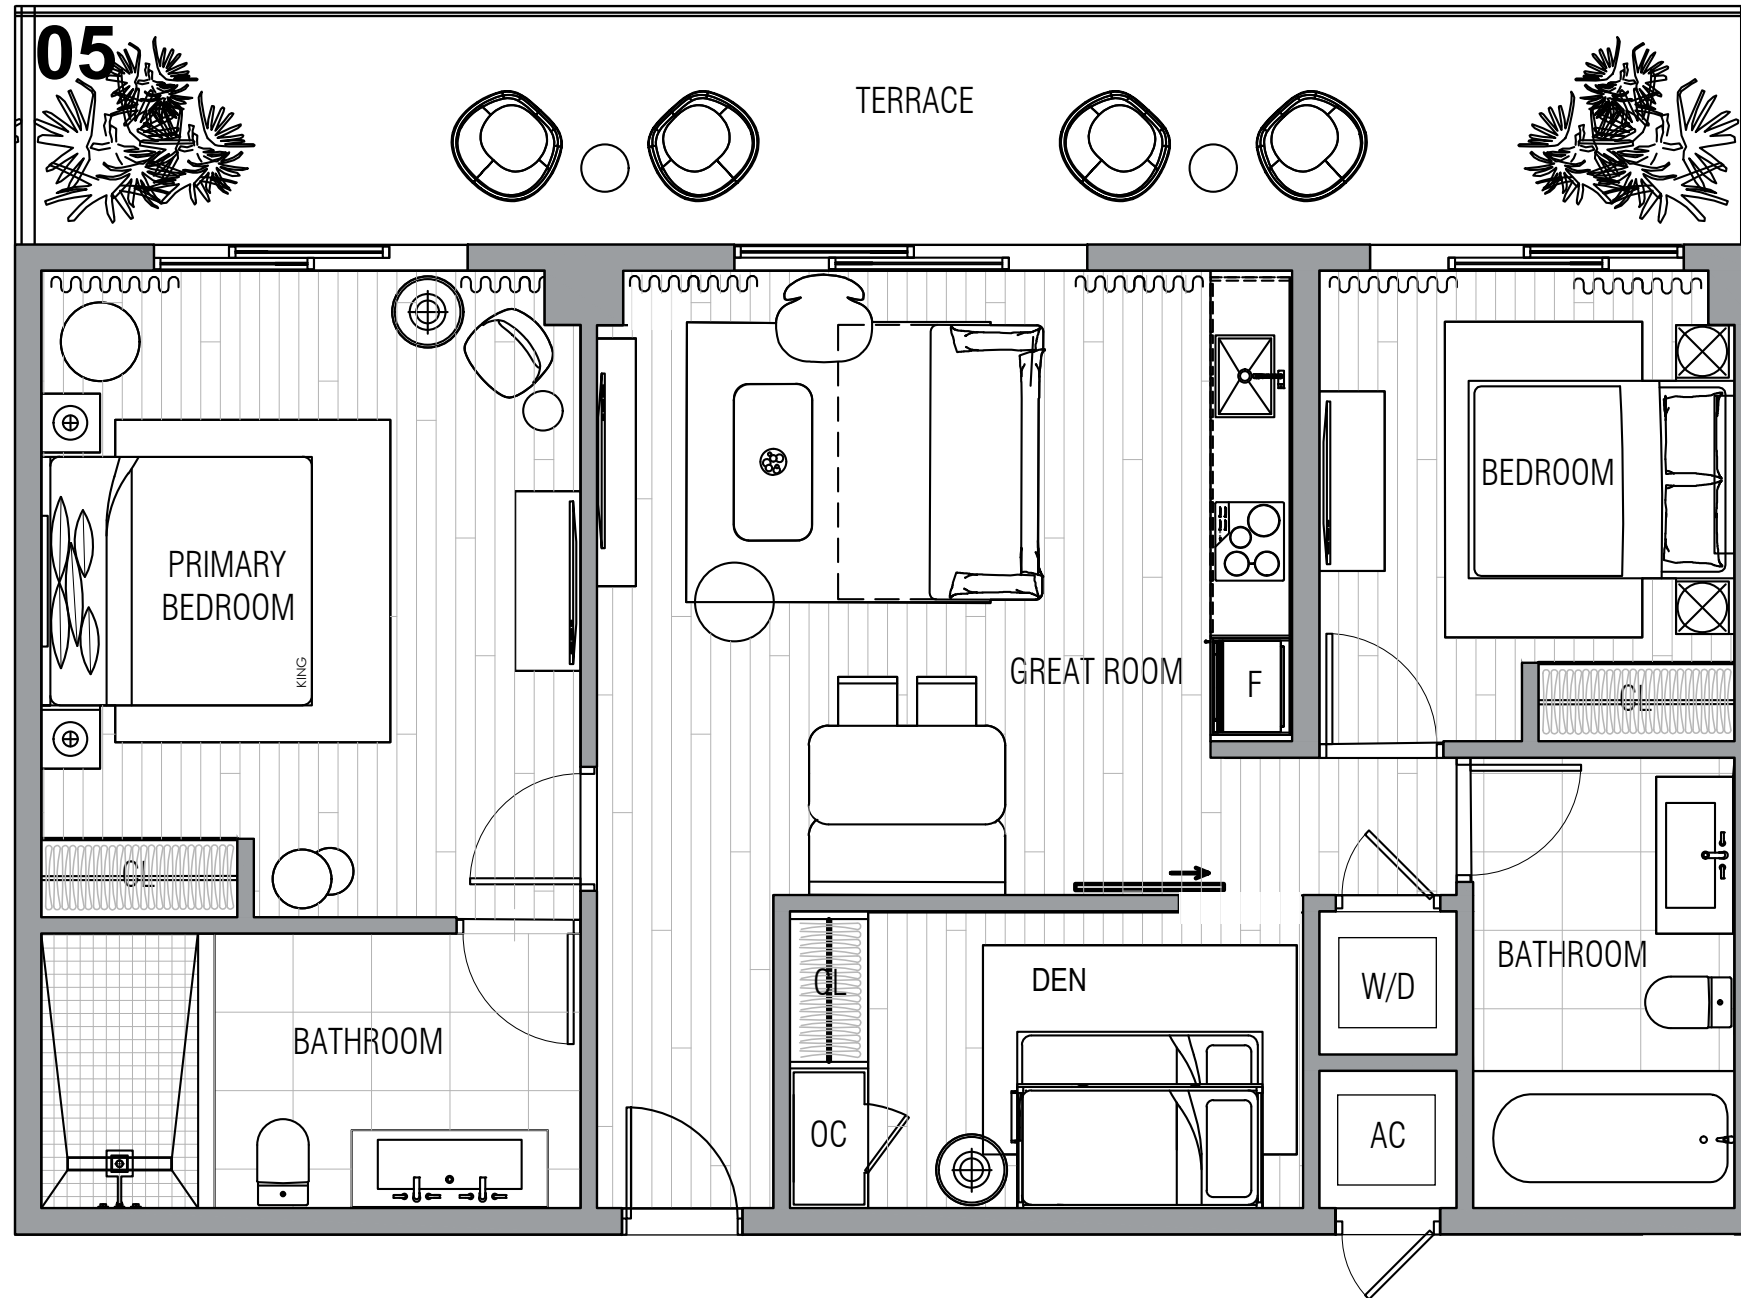 05
TERRACE
PRIMARY
BEDROOM
KING
GREAT ROOM
F
BEDROOM
CL
CL
BATHROOM
CL
OC
DEN
W/D
AC
BATHROOM